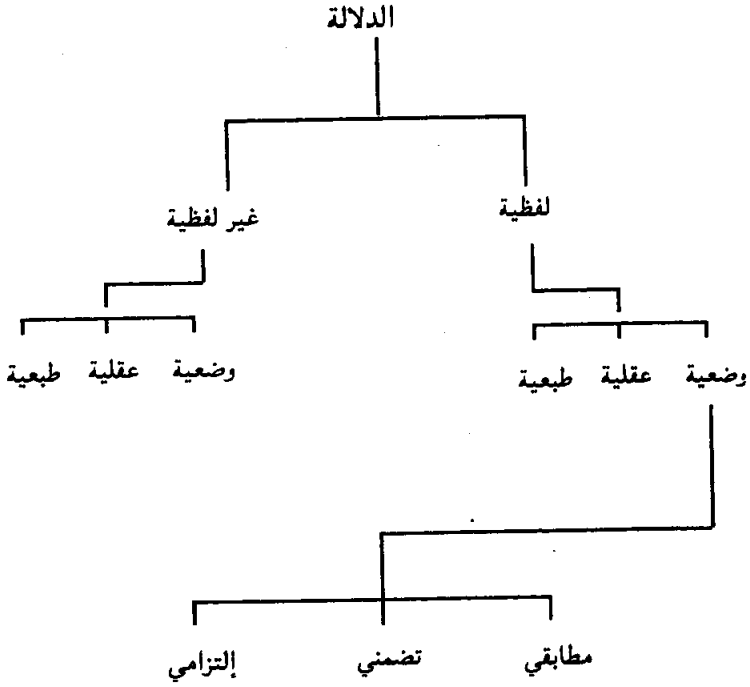 الدلالة
لفظية
غير لفظية
وضعية عقلية طبعية
وضعية عقلية طبعية
مطابقي تضمني إلتزامي